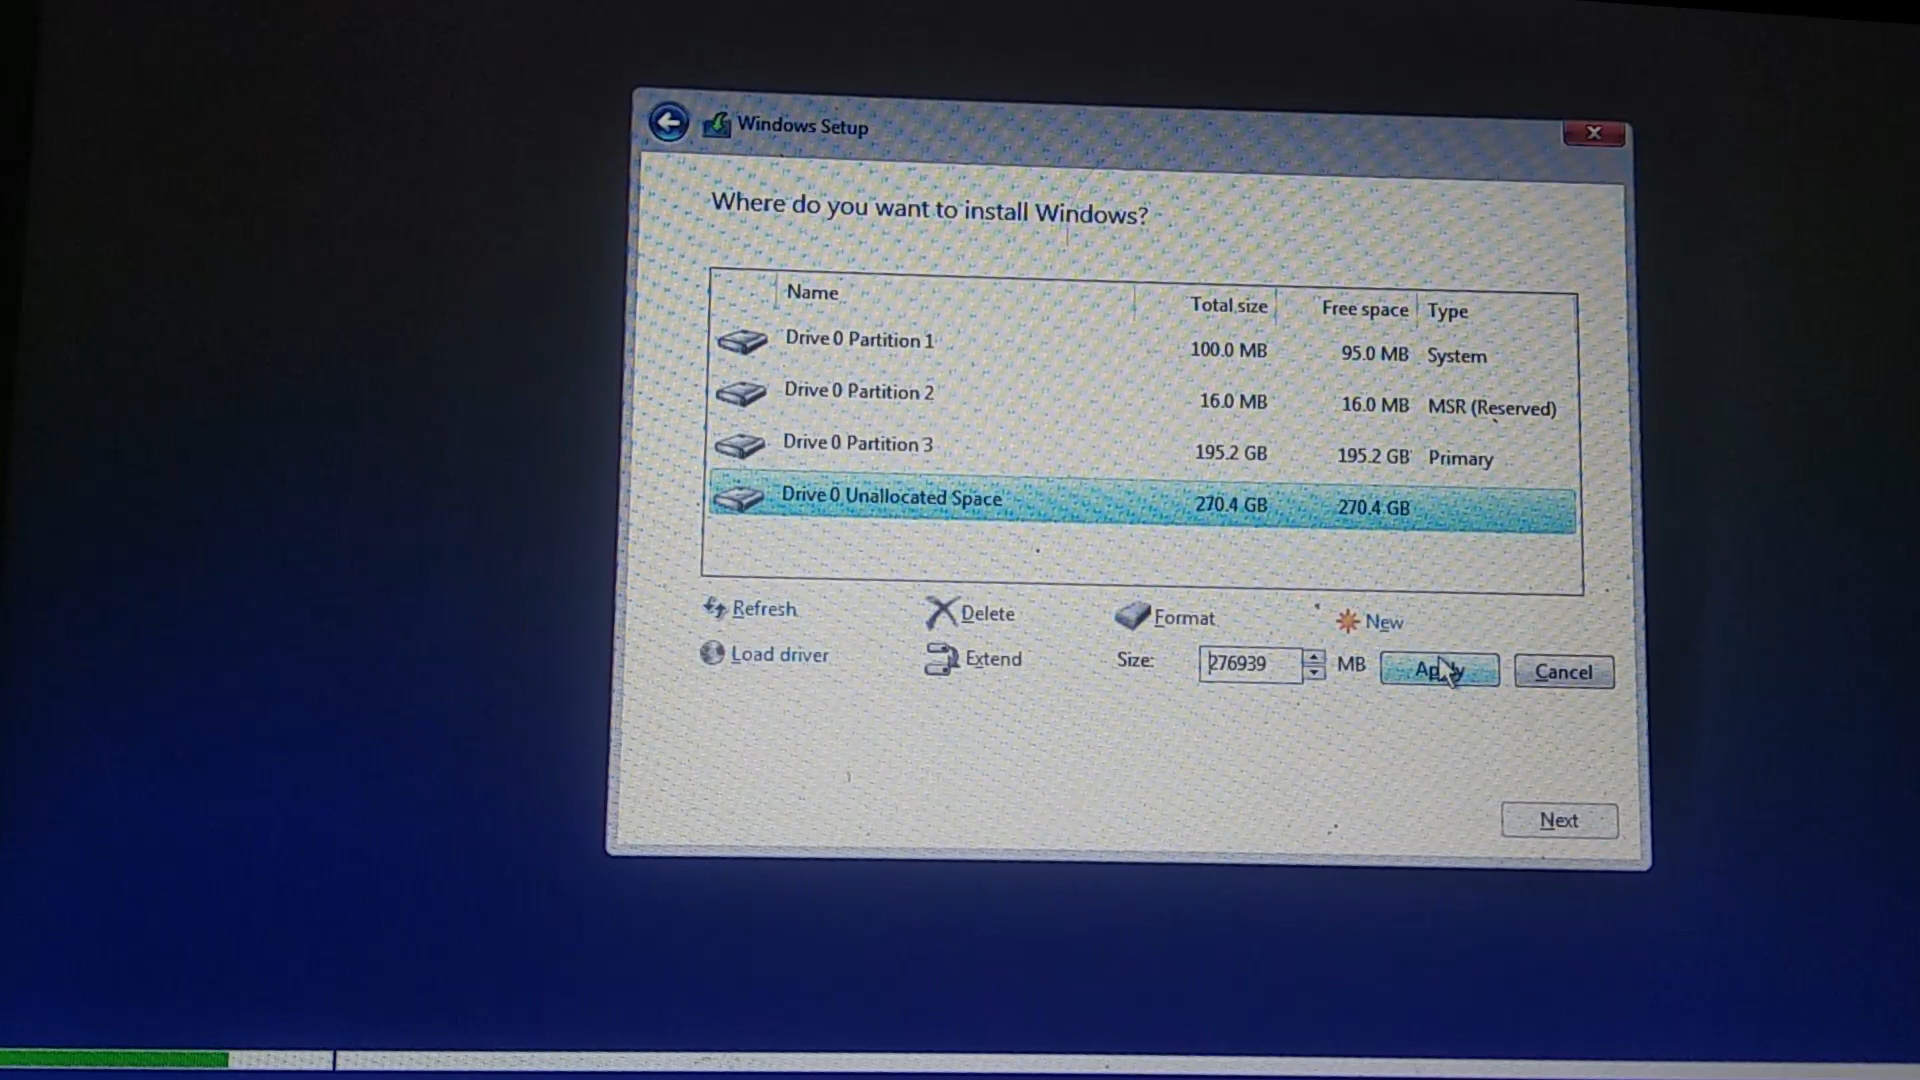 Windows Setup
Where do you want to install Windows?
Name Total size Free space Type
Drive 0 Partition 1 100.0 MB 95.0 MB System
Drive 0 Partition 2 16.0 MB 16.0 MB MSR (Reserved)
Drive 0 Partition 3 195.2 GB 195.2 GB Primary
Drive 0 Unallocated Space 270.4 GB 270.4 GB
Refresh Delete Format New
Load driver Extend Size: 276939 MB Apply Cancel
Next